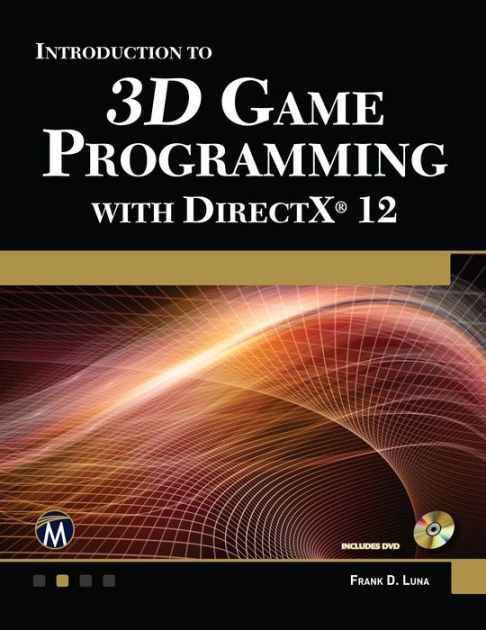 INTRODUCTION TO
3D GAME
PROGRAMMING
WITH DIRECTX® 12
M
INCLUDES DVD
FRANK D. LUNA